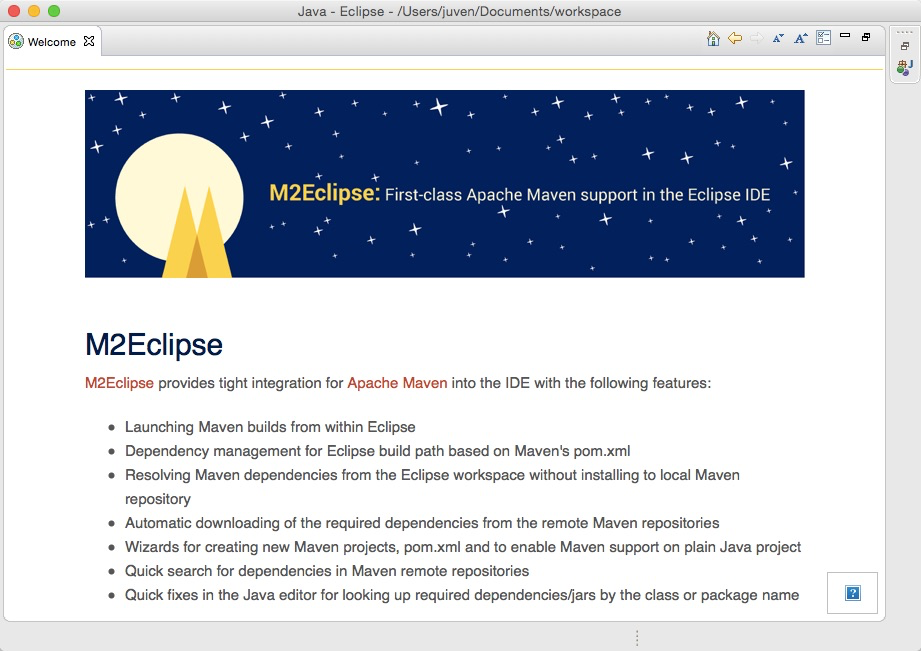 Java - Eclipse - /Users/juven/Documents/workspace
Welcome
M2Eclipse: First-class Apache Maven support in the Eclipse IDE
M2Eclipse
M2Eclipse provides tight integration for Apache Maven into the IDE with the following features:
Launching Maven builds from within Eclipse
Dependency management for Eclipse build path based on Maven's pom.xml
Resolving Maven dependencies from the Eclipse workspace without installing to local Maven
repository
Automatic downloading of the required dependencies from the remote Maven repositories
Wizards for creating new Maven projects, pom.xml and to enable Maven support on plain Java project
Quick search for dependencies in Maven remote repositories
Quick fixes in the Java editor for looking up required dependencies/jars by the class or package name